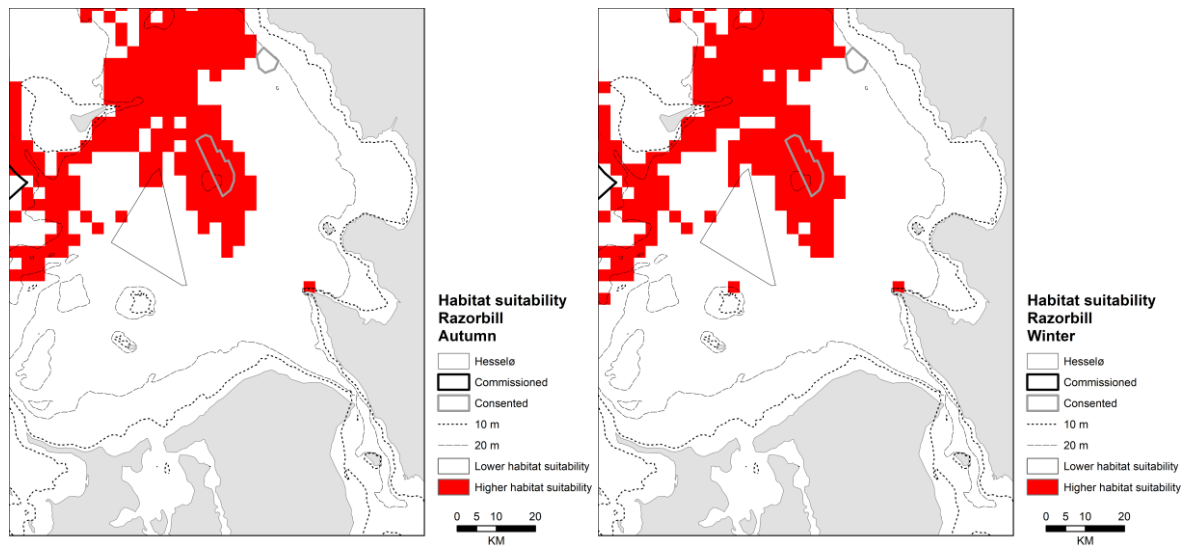 Habitat suitability
Razorbill
Autumn
Hesselø
Commissioned
Consented
10 m
20 m
Lower habitat suitability
Higher habitat suitability
0 5 10 20
KM
Habitat suitability
Razorbill
Winter
Hesselø
Commissioned
Consented
10 m
20 m
Lower habitat suitability
Higher habitat suitability
0 5 10 20
KM